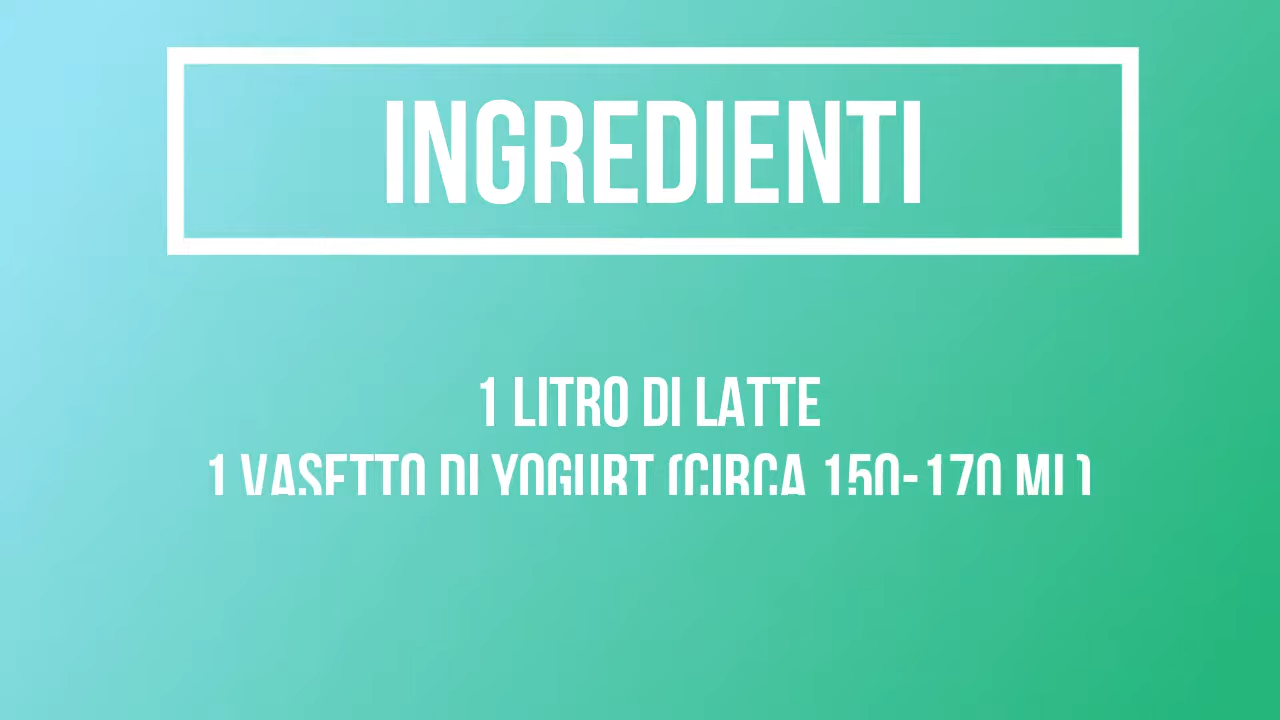 INGREDIENTI
1 LITRO DI LATTE
1 VASETTO DI YOGURT (CIRCA 150-170 ML)